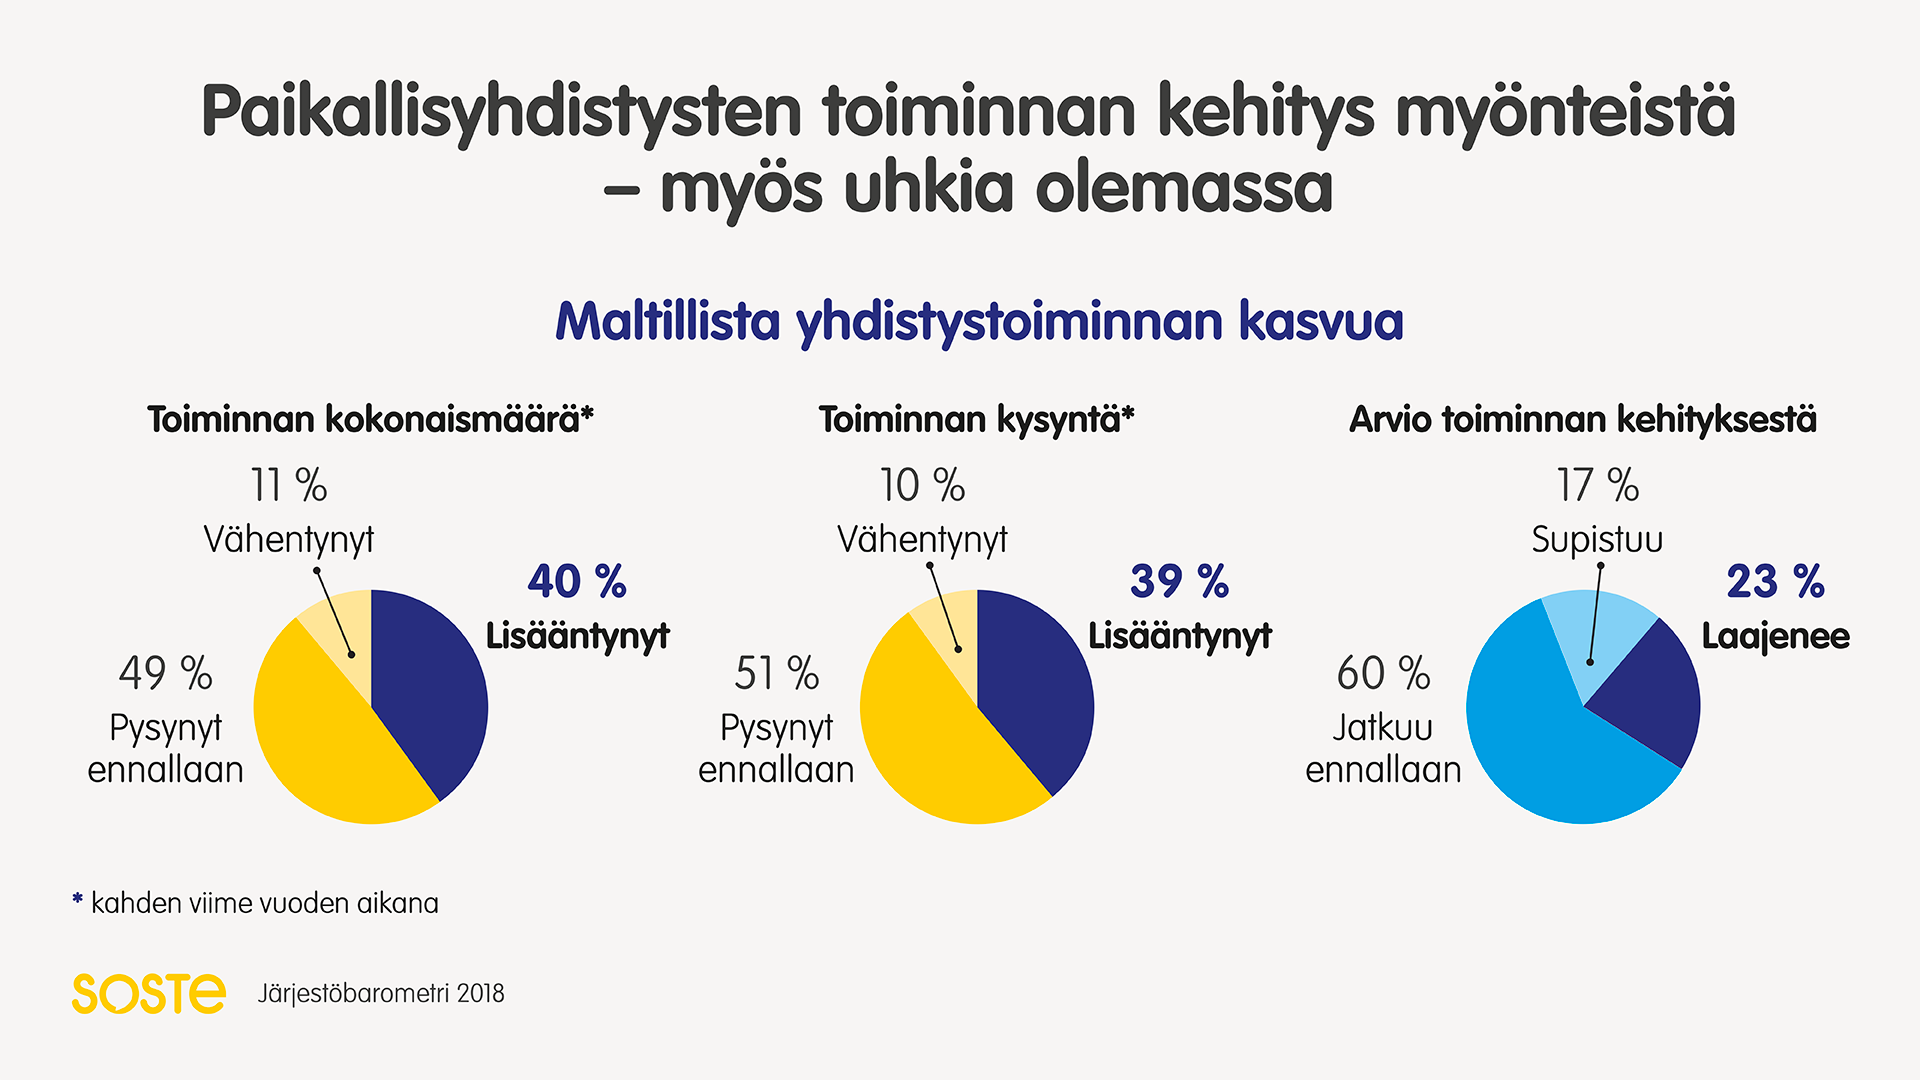 Paikallisyhdistysten toiminnan kehitys myönteistä
– myös uhkia olemassa
Maltillista yhdistystoiminnan kasvua
Toiminnan kokonaismäärä*
11 %
Vähentynyt
40 %
Lisääntynyt
49 %
Pysynyt
ennallaan
Toiminnan kysyntä*
10 %
Vähentynyt
39 %
Lisääntynyt
51 %
Pysynyt
ennallaan
Arvio toiminnan kehityksestä
17 %
Supistuu
23 %
Laajenee
60 %
Jatkuu
ennallaan
* kahden viime vuoden aikana
SOSTe Järjestöbarometri 2018